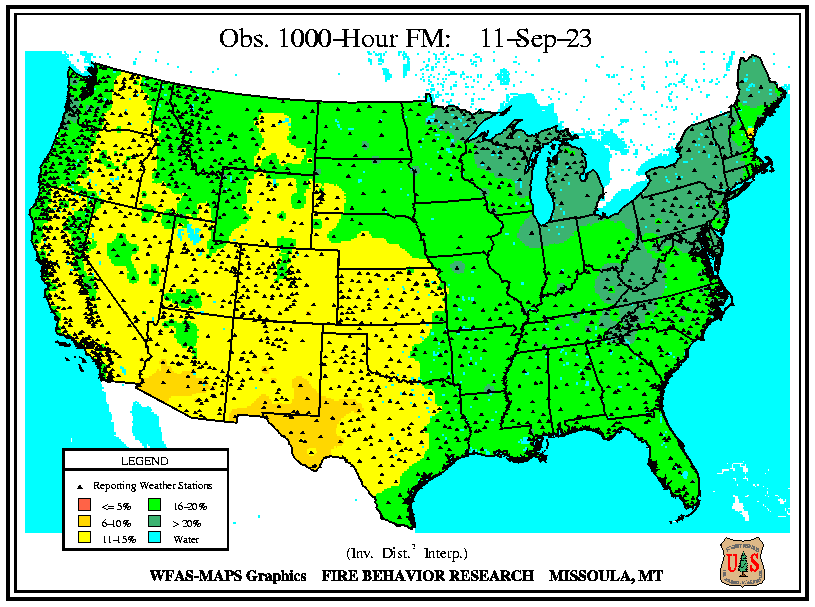 Obs. 1000-Hour FM: 11-Sep-23
LEGEND
Reporting Weather Stations
<= 5% 16-20%
6-10% > 20%
11-15% Water
(Inv. Dist.² Interp.)
WFAS-MAPS Graphics FIRE BEHAVIOR RESEARCH MISSOULA, MT
U S